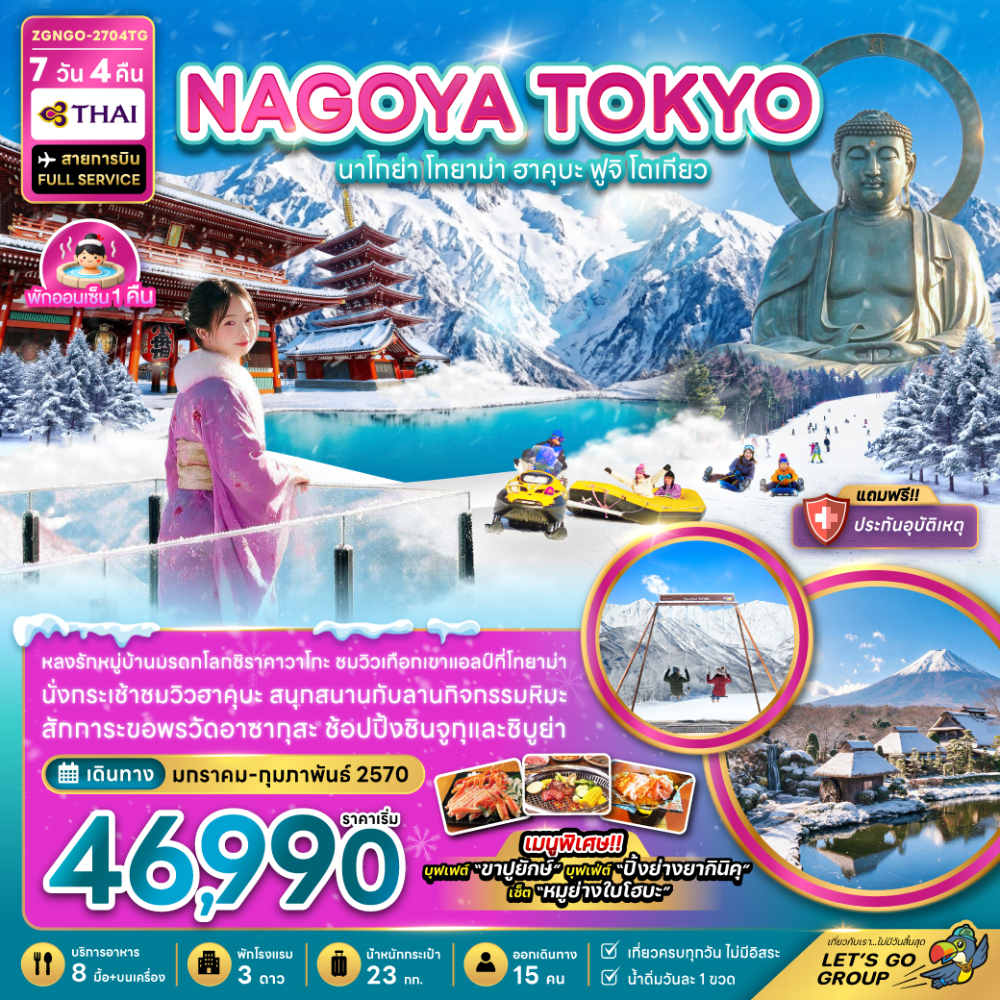 ZGNGO-2704TG
7 วัน 4 คืน
THAI
สายการบิน
FULL SERVICE
NAGOYA TOKYO
นาโกย่า โทยาม่า ฮาคุบะ ฟูจิ โตเกียว
พักออนเซ็น 1 คืน
แถมฟรี!!
ประกันอุบัติเหตุ
หลงรักหมู่บ้านมรดกโลกชิราคาวาโกะ ชมวิวเทือกเขาแอลป์ที่โทยาม่า
นั่งกระเช้าชมวิวฮาคุบะ สนุกสนานกับลานกิจกรรมหิมะ
สักการะขอพรวัดอาซากุสะ ช้อปปิ้งชินจูกุและชิบูย่า
เดินทาง มกราคม-กุมภาพันธ์ 2570
ราคาเริ่ม
46,990
เมนูพิเศษ!!
บุฟเฟต์ "ขาปูยักษ์" บุฟเฟ่ต์ "ปิ้งย่างยากินิคุ"
เซ็ต "หมูย่างใบโฮบะ"
บริการอาหาร
8 มื้อ+บนเครื่อง
พักโรงแรม
3 ดาว
น้ำหนักกระเป๋า
23 กก.
ออกเดินทาง
15 คน
เที่ยวครบทุกวัน ไม่มีอิสระ
น้ำดื่มวันละ 1 ขวด
เที่ยวกับเรา...ไม่มีวันสิ้นสุด
LET'S GO
GROUP